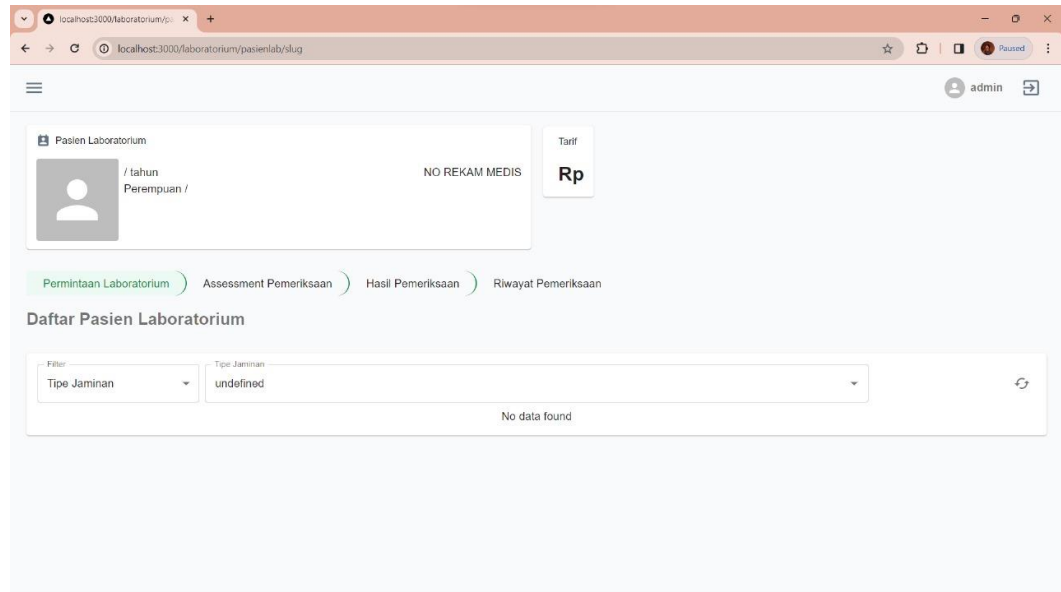 localhost:3000/laboratorium/pa
localhost:3000/laboratorium/pasienlab/slug
Paused
admin
Pasien Laboratorium
/ tahun
NO REKAM MEDIS
Perempuan /
Tarif
Rp
Permintaan Laboratorium
Assessment Pemeriksaan
Hasil Pemeriksaan
Riwayat Pemeriksaan
Daftar Pasien Laboratorium
Filter
Tipe Jaminan
Tipe Jaminan
undefined
No data found